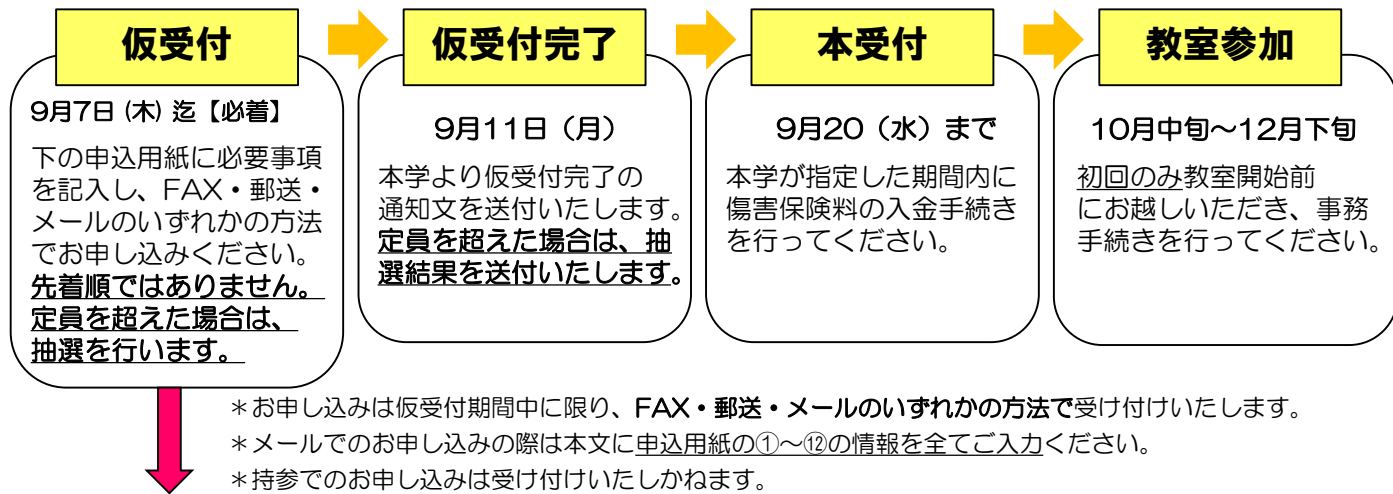 仮受付
9月7日 (木) 迄【必着】
下の申込用紙に必要事項
を記入し、FAX・郵送・
メールのいずれかの方法
でお申し込みください。
先着順ではありません。
定員を超えた場合は、
抽選を行います。
仮受付完了
9月11日（月）
本学より仮受付完了の
通知文を送付いたします。
定員を超えた場合は、抽
選結果を送付いたします。
本受付
9月20（水）まで
本学が指定した期間内に
傷害保険料の入金手続き
を行ってください。
教室参加
10月中旬～12月下旬
初回のみ教室開始前
にお越しいただき、事務
手続きを行ってください。
＊お申し込みは仮受付期間中に限り、FAX・郵送・メールのいずれかの方法で受け付けいたします。
＊メールでのお申し込みの際は本文に申込用紙の①～⑫の情報を全てご入力ください。
＊持参でのお申し込みは受け付けいたしかねます。